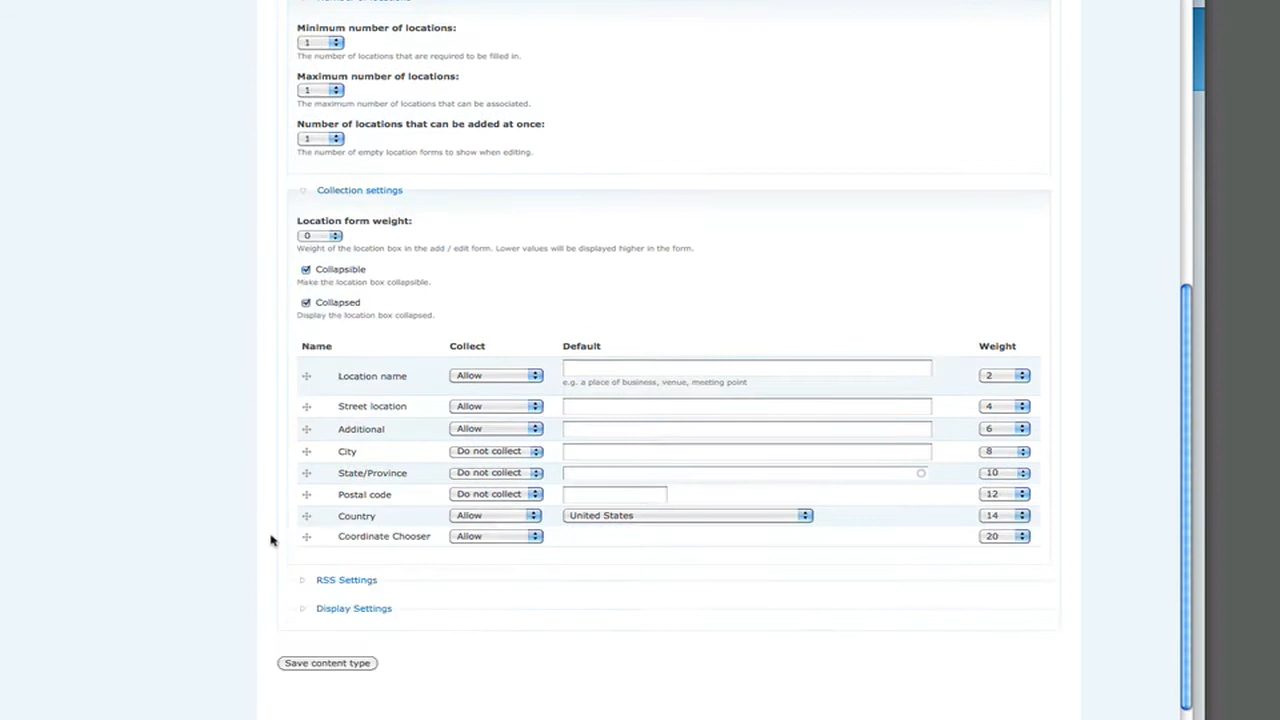 Number of locations
Minimum number of locations:
1
The number of locations that are required to be filled in.
Maximum number of locations:
1
The maximum number of locations that can be associated.
Number of locations that can be added at once:
1
The number of empty location forms to show when editing.
Collection settings
Location form weight:
0
Weight of the location box in the add / edit form. Lower values will be displayed higher in the form.
Collapsible
Make the location box collapsible.
Collapsed
Display the location box collapsed.
Name Collect Default Weight
Location name Allow 2
e.g. a place of business, venue, meeting point
Street location Allow 4
Additional Allow 6
City Do not collect 8
State/Province Do not collect 10
Postal code Do not collect 12
Country Allow United States 14
Coordinate Chooser Allow 20
RSS Settings
Display Settings
Save content type